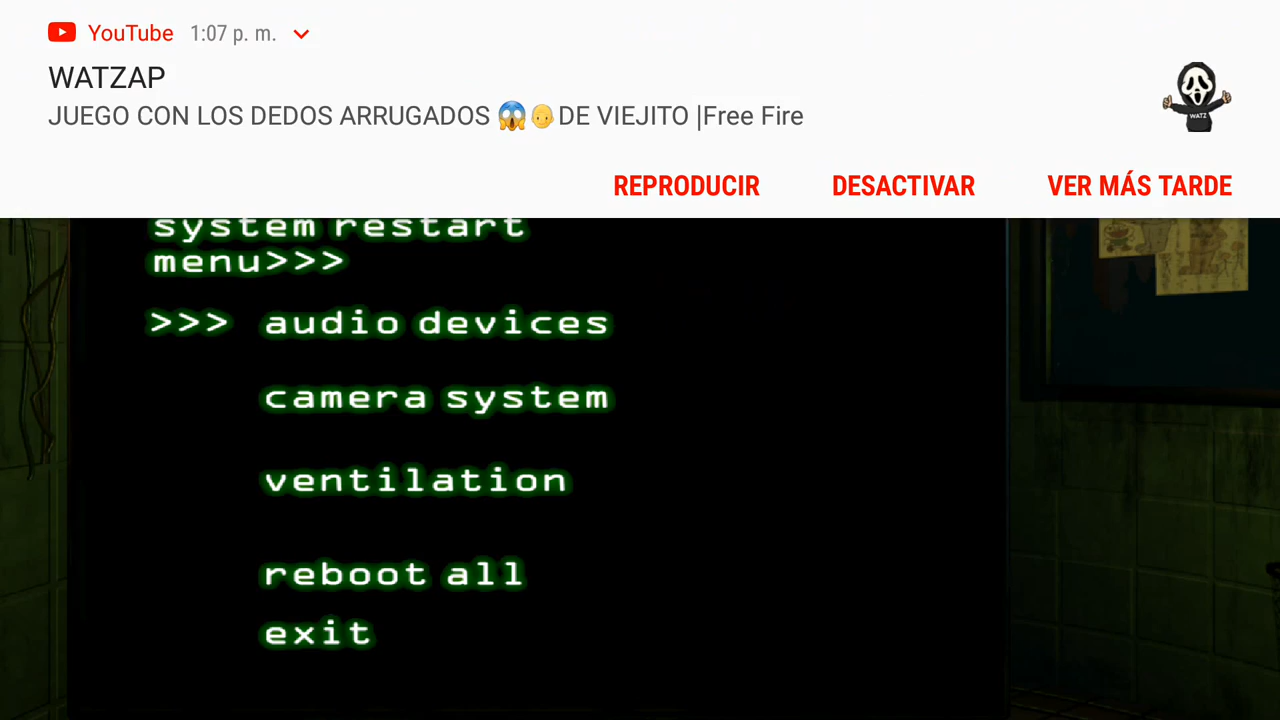 YouTube 1:07 p. m.
WATZAP
JUEGO CON LOS DEDOS ARRUGADOS 😱👴DE VIEJITO |Free Fire
WATZ
REPRODUCIR DESACTIVAR VER MÁS TARDE
system restart
menu>>>
>>> audio devices
camera system
ventilation
reboot all
exit